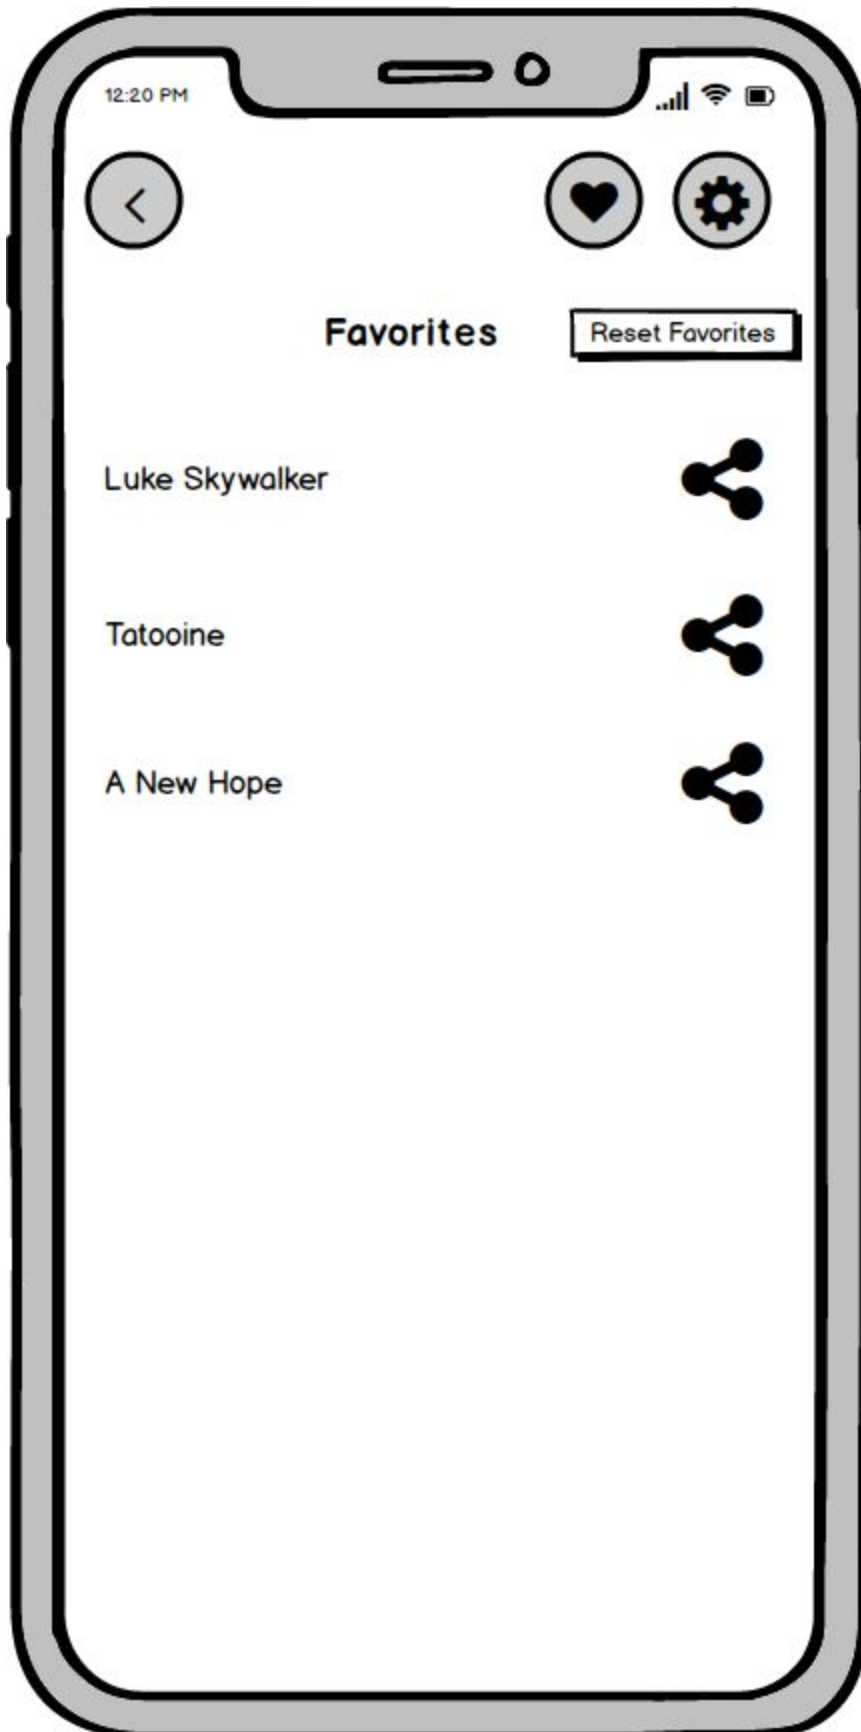 12:20 PM
Favorites
Reset Favorites
Luke Skywalker
Tatooine
A New Hope